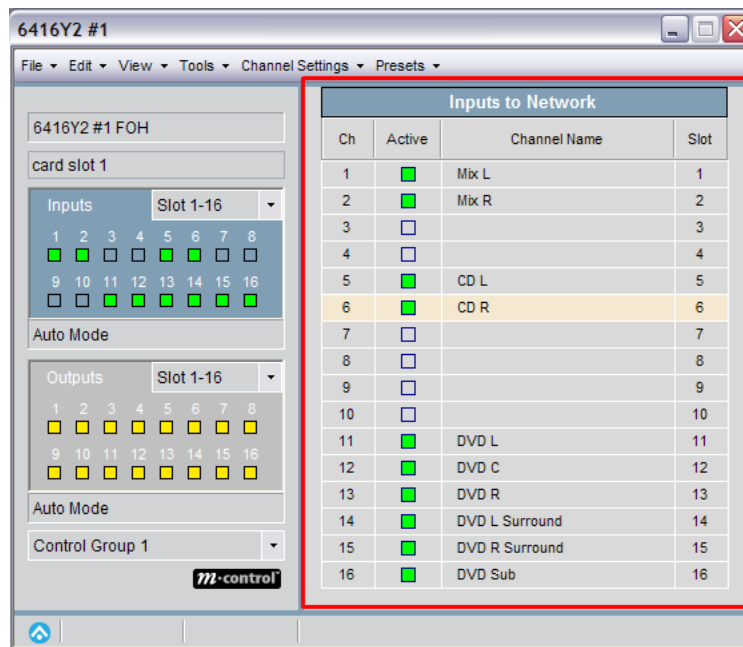 6416Y2 #1
File Edit View Tools Channel Settings Presets
6416Y2 #1 FOH
card slot 1
Inputs Slot 1-16
1 2 3 4 5 6 7 8
9 10 11 12 13 14 15 16
Auto Mode
Outputs Slot 1-16
1 2 3 4 5 6 7 8
9 10 11 12 13 14 15 16
Auto Mode
Control Group 1
m·control
Inputs to Network
Ch Active Channel Name Slot
1 Mix L 1
2 Mix R 2
3 3
4 4
5 CD L 5
6 CD R 6
7 7
8 8
9 9
10 10
11 DVD L 11
12 DVD C 12
13 DVD R 13
14 DVD L Surround 14
15 DVD R Surround 15
16 DVD Sub 16